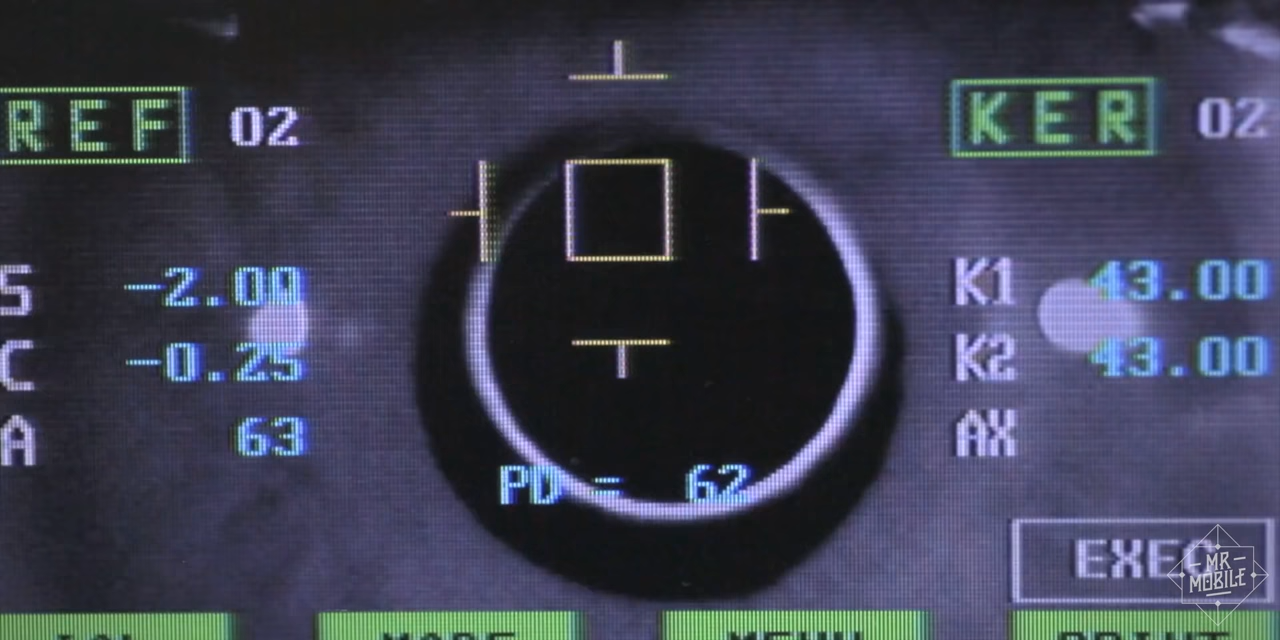 REF 02
KER 02
S -2.00
K1 43.00
C -0.25
K2 43.00
A 63
AX
PD = 62
EXEC
MR
MOBILE
MENU